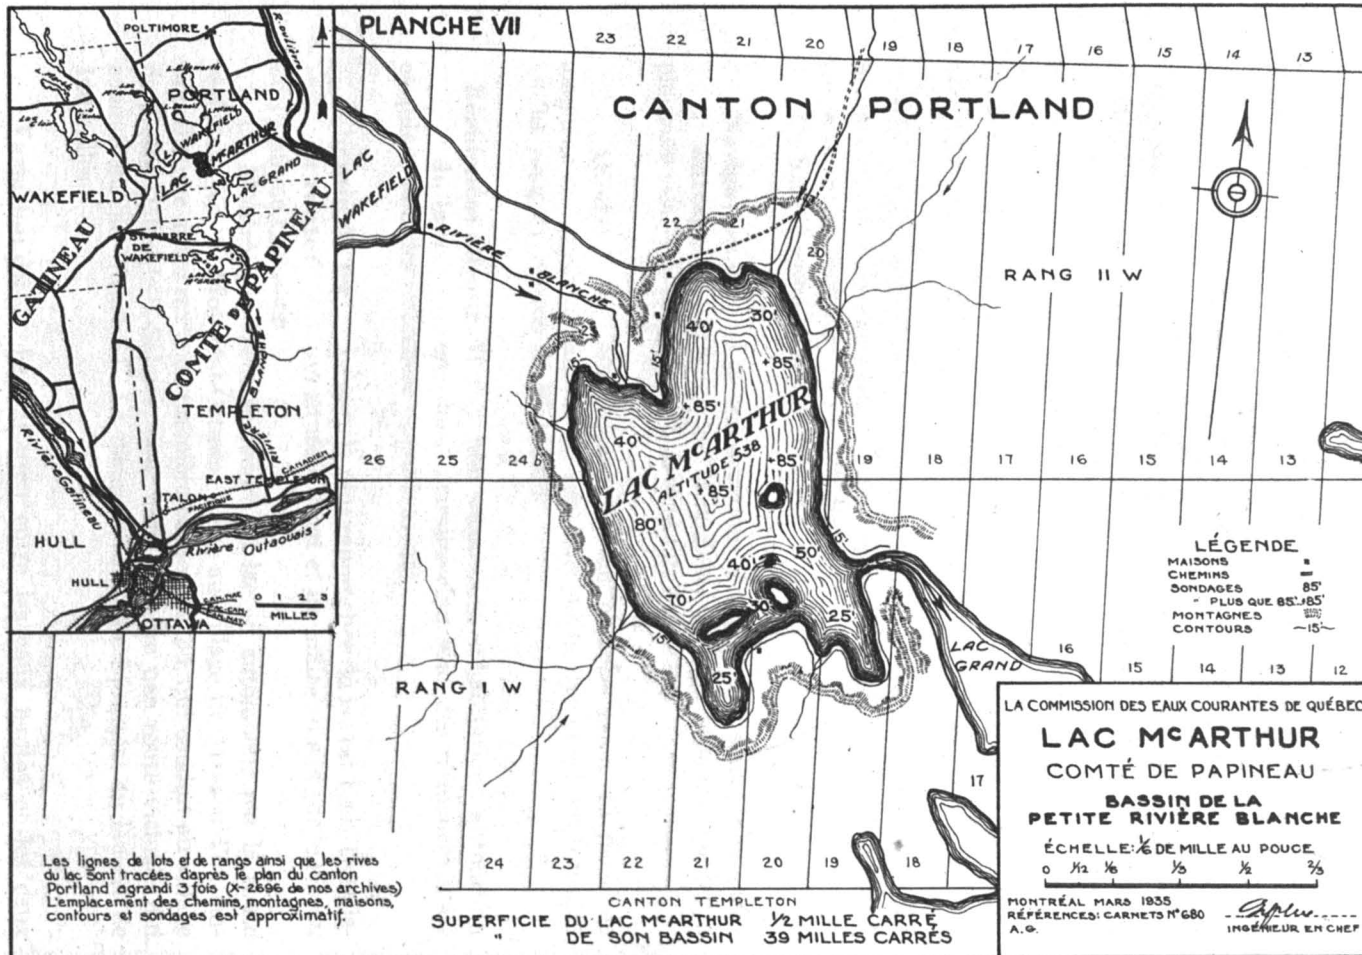 PLANCHE VII
POLTIMORE
PORTLAND
WAKEFIELD
McARTHUR
LAC
LAC GRAND
WAKEFIELD
ST-PIERRE
DE
WAKEFIELD
GATINEAU
COMTÉ DE PAPINEAU
RIVIÈRE BLANCHE
TEMPLETON
Rivière Gatineau
CANADIEN
EAST TEMPLETON
TALON
PACIFIQUE
HULL
Rivière Outaouais
HULL
OTTAWA
0 1 2 3
MILLES
23 22 21 20 19 18 17 16 15 14 13
CANTON PORTLAND
LAC
WAKEFIELD
RIVIÈRE BLANCHE
22 21 20
RANG II W
40' 30'
+85'
+85'
15' 15'
LAC McARTHUR
ALTITUDE 538
40'
+85'
+85'
80'
26 25 24 19 18 17 16 15 14 13
15'
50'
40'
30'
70'
25'
15'
25'
LÉGENDE
MAISONS
CHEMINS
SONDAGES 85'
" PLUS QUE 85' +85'
MONTAGNES
CONTOURS ~15'~
LAC
GRAND
16 15 14 13 12
RANG I W
17
24 23 22 21 20 19 18
Les lignes de lots et de rangs ainsi que les rives
du lac sont tracées d'après le plan du canton
Portland agrandi 3 fois (X-2696 de nos archives)
L'emplacement des chemins, montagnes, maisons,
contours et sondages est approximatif.
CANTON TEMPLETON
SUPERFICIE DU LAC McARTHUR 1/2 MILLE CARRÉ
" DE SON BASSIN 39 MILLES CARRÉS
LA COMMISSION DES EAUX COURANTES DE QUÉBEC
LAC McARTHUR
COMTÉ DE PAPINEAU
BASSIN DE LA
PETITE RIVIÈRE BLANCHE
ÉCHELLE: 1/6 DE MILLE AU POUCE
0 1/12 1/6 1/3 1/2 2/3
MONTRÉAL MARS 1935
RÉFÉRENCES: CARNETS N° 680
A.G.
INGÉNIEUR EN CHEF